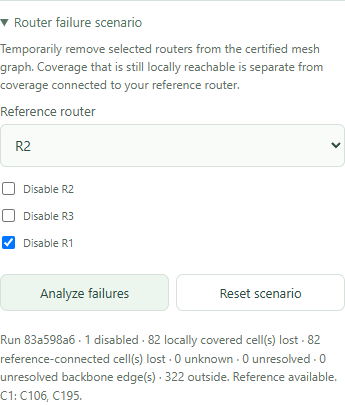 Router failure scenario
Temporarily remove selected routers from the certified mesh
graph. Coverage that is still locally reachable is separate from
coverage connected to your reference router.
Reference router
R2
Disable R2
Disable R3
Disable R1
Analyze failures
Reset scenario
Run 83a598a6 · 1 disabled · 82 locally covered cell(s) lost · 82
reference-connected cell(s) lost · 0 unknown · 0 unresolved · 0
unresolved backbone edge(s) · 322 outside. Reference available.
C1: C106, C195.